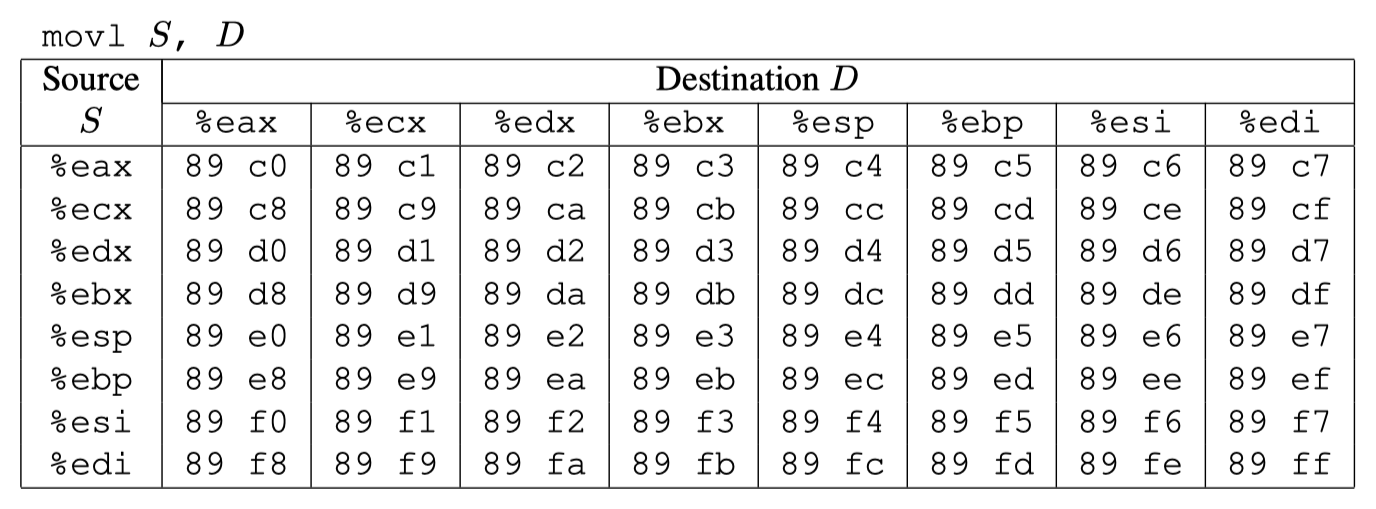 movl S, D
Source Destination D
S %eax %ecx %edx %ebx %esp %ebp %esi %edi
%eax 89 c0 89 c1 89 c2 89 c3 89 c4 89 c5 89 c6 89 c7
%ecx 89 c8 89 c9 89 ca 89 cb 89 cc 89 cd 89 ce 89 cf
%edx 89 d0 89 d1 89 d2 89 d3 89 d4 89 d5 89 d6 89 d7
%ebx 89 d8 89 d9 89 da 89 db 89 dc 89 dd 89 de 89 df
%esp 89 e0 89 e1 89 e2 89 e3 89 e4 89 e5 89 e6 89 e7
%ebp 89 e8 89 e9 89 ea 89 eb 89 ec 89 ed 89 ee 89 ef
%esi 89 f0 89 f1 89 f2 89 f3 89 f4 89 f5 89 f6 89 f7
%edi 89 f8 89 f9 89 fa 89 fb 89 fc 89 fd 89 fe 89 ff